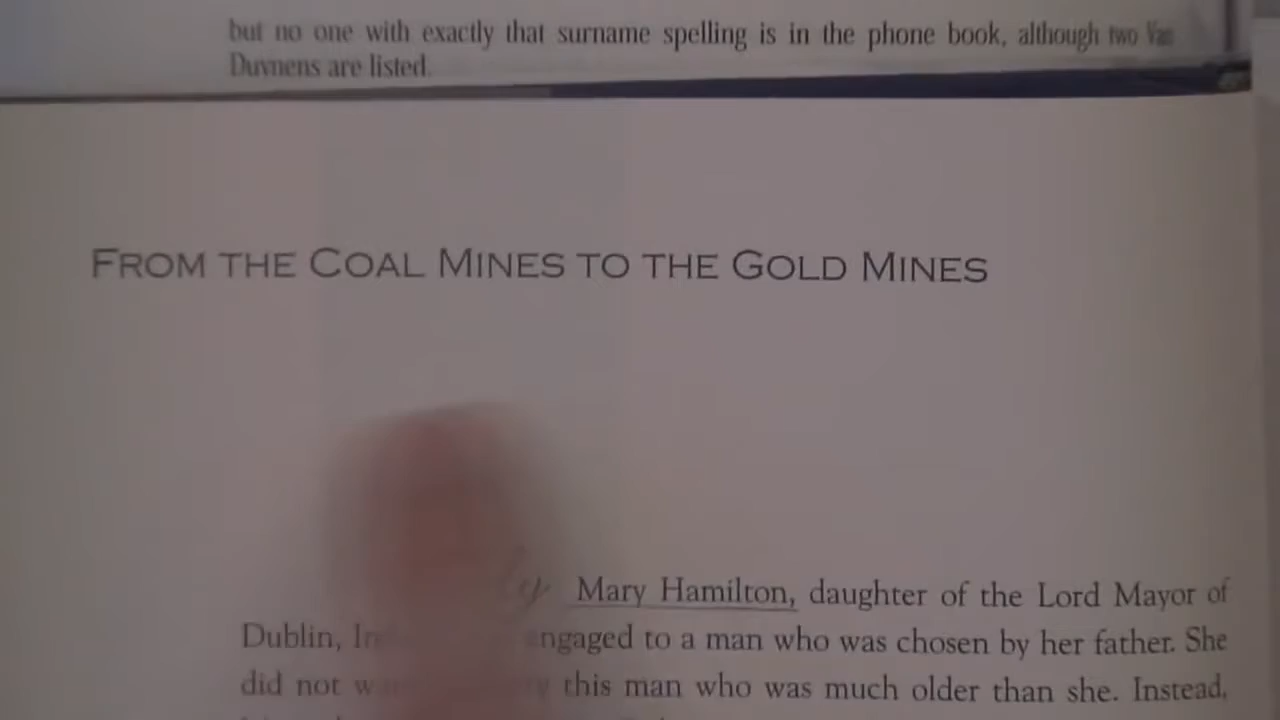 but no one with exactly that surname spelling is in the phone book, although two Van
Duynens are listed.
FROM THE COAL MINES TO THE GOLD MINES
Mary Hamilton, daughter of the Lord Mayor of
Dublin, engaged to a man who was chosen by her father. She
did not this man who was much older than she. Instead,